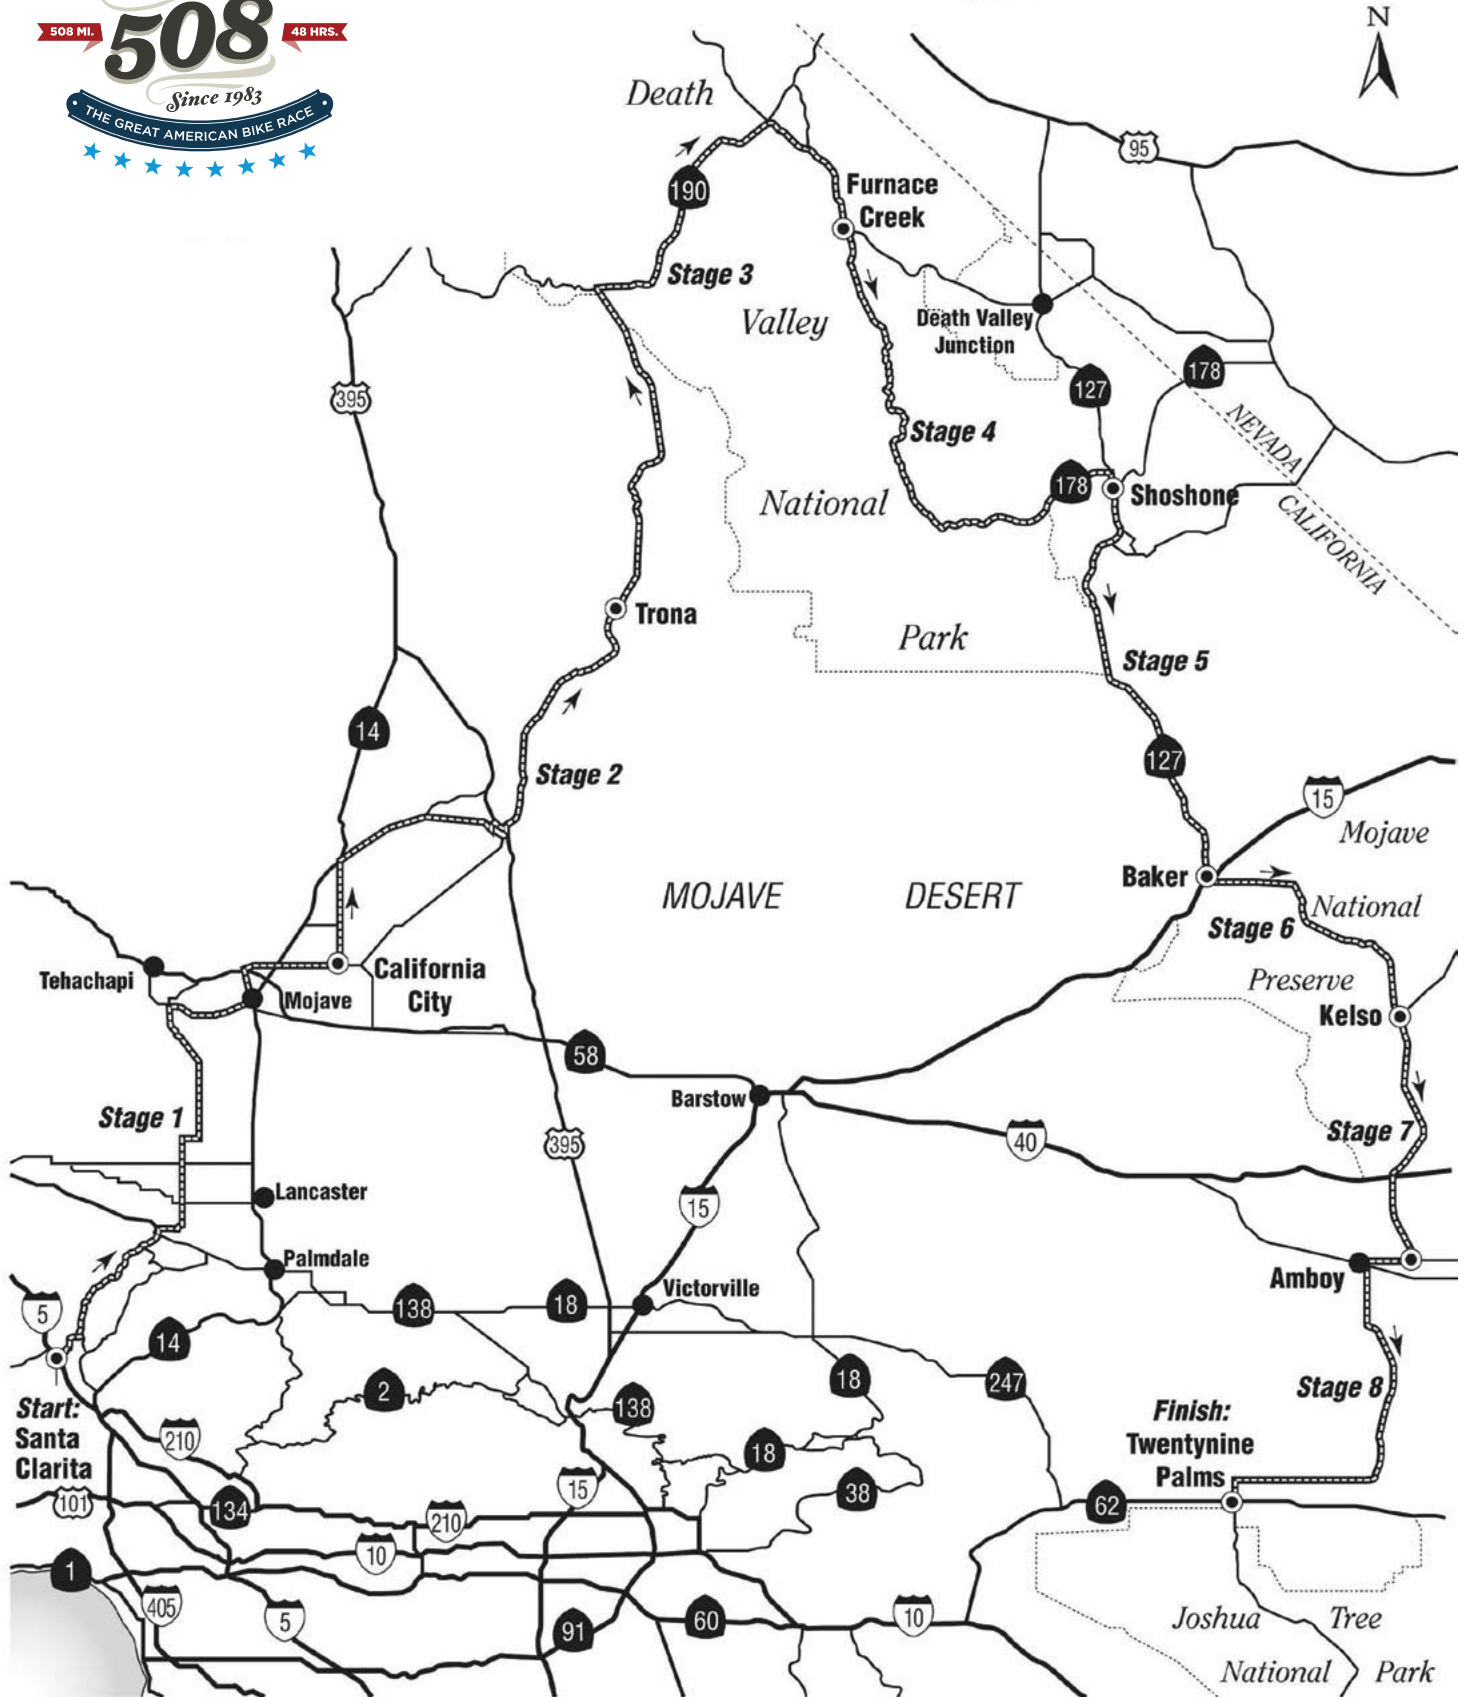 508 MI.
508
48 HRS.
Since 1983
THE GREAT AMERICAN BIKE RACE
N
Death
95
190
Furnace
Creek
Stage 3
Valley
Death Valley
Junction
127
178
395
NEVADA
CALIFORNIA
Stage 4
178
Shoshone
National
Trona
Park
Stage 5
14
Stage 2
127
15
Mojave
Baker
MOJAVE DESERT
National
Stage 6
Tehachapi
California
City
Mojave
Preserve
Kelso
58
Barstow
Stage 1
395
40
Stage 7
Lancaster
15
Palmdale
Amboy
5
138
18
Victorville
14
2
138
18
247
Stage 8
Start:
Santa
Clarita
Finish:
Twentynine
Palms
210
18
15
38
101
134
210
62
10
1
405
5
91
60
10
Joshua Tree
National Park